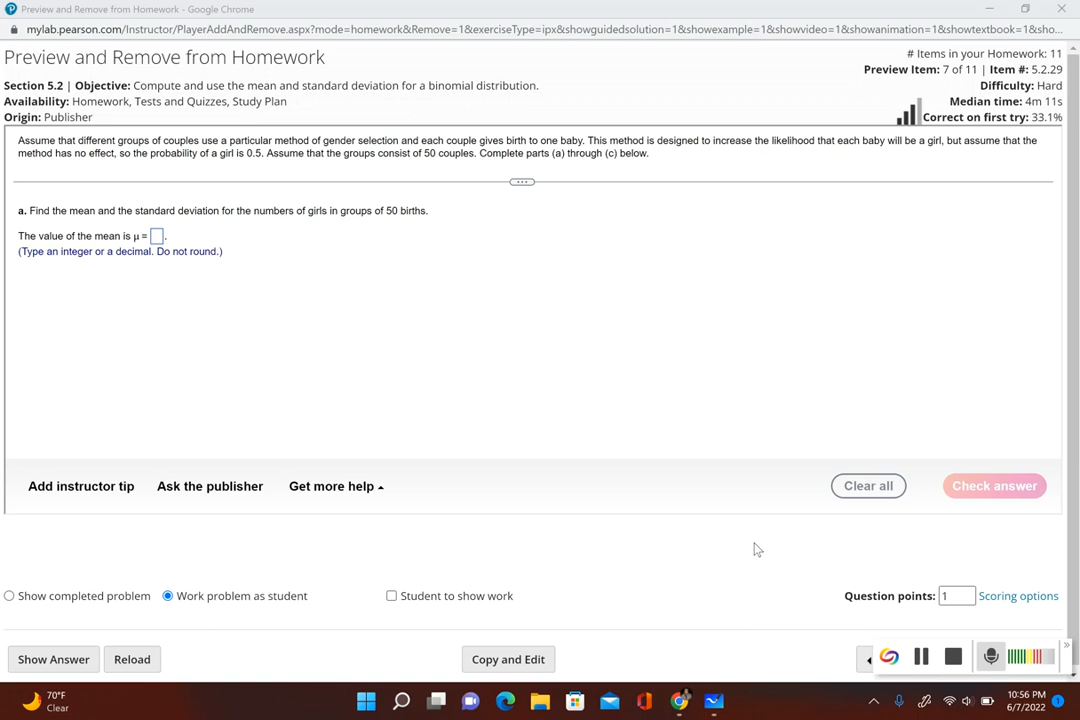 Preview and Remove from Homework - Google Chrome
mylab.pearson.com/Instructor/PlayerAddAndRemove.aspx?mode=homework&Remove=1&exerciseType=ipx&showguidedsolution=1&showexample=1&showvideo=1&showanimation=1&showtextbook=1&sho...
Preview and Remove from Homework
# Items in your Homework: 11
Preview Item: 7 of 11 | Item #: 5.2.29
Section 5.2 | Objective: Compute and use the mean and standard deviation for a binomial distribution.
Difficulty: Hard
Availability: Homework, Tests and Quizzes, Study Plan
Median time: 4m 11s
Origin: Publisher
Correct on first try: 33.1%
Assume that different groups of couples use a particular method of gender selection and each couple gives birth to one baby. This method is designed to increase the likelihood that each baby will be a girl, but assume that the
method has no effect, so the probability of a girl is 0.5. Assume that the groups consist of 50 couples. Complete parts (a) through (c) below.
a. Find the mean and the standard deviation for the numbers of girls in groups of 50 births.
The value of the mean is μ = .
(Type an integer or a decimal. Do not round.)
Add instructor tip Ask the publisher Get more help Clear all Check answer
Show completed problem Work problem as student Student to show work Question points: 1 Scoring options
Show Answer Reload Copy and Edit
70°F
Clear
10:56 PM
6/7/2022
1